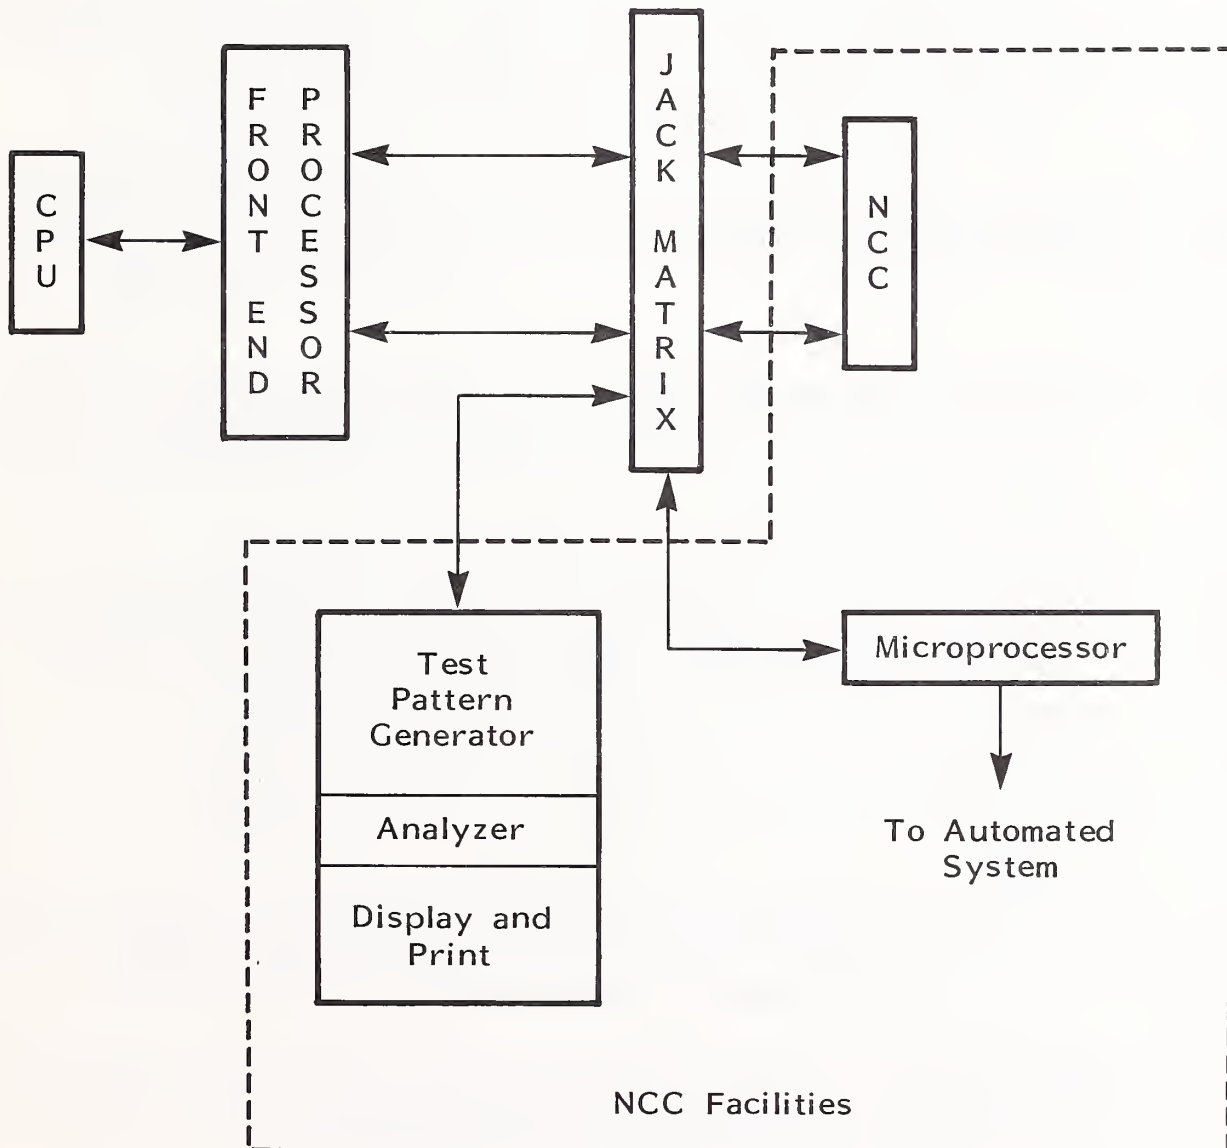 CPU
FRONT END
PROCESSOR
JACK MATRIX
NCC
Test
Pattern
Generator
Analyzer
Display and
Print
Microprocessor
To Automated
System
NCC Facilities